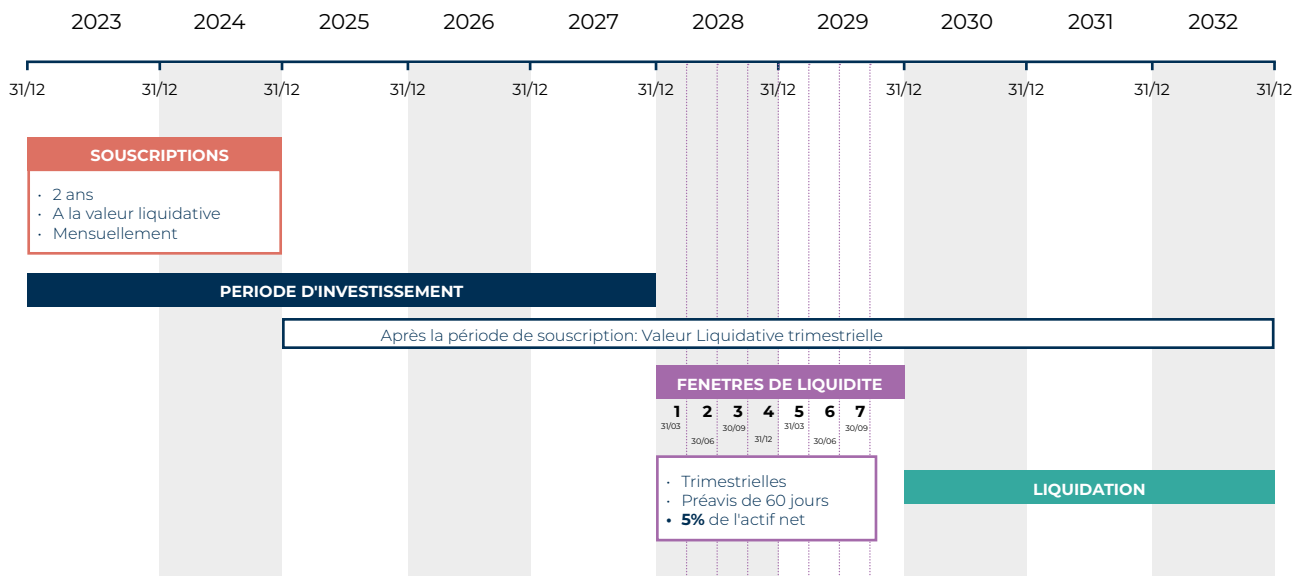 2023 2024 2025 2026 2027 2028 2029 2030 2031 2032
31/12 31/12 31/12 31/12 31/12 31/12 31/12 31/12 31/12 31/12 31/12
SOUSCRIPTIONS
· 2 ans
· A la valeur liquidative
· Mensuellement
PERIODE D'INVESTISSEMENT
Après la période de souscription: Valeur Liquidative trimestrielle
FENETRES DE LIQUIDITE
1 2 3 4 5 6 7
31/03 30/06 30/09 31/12 31/03 30/06 30/09
· Trimestrielles
· Préavis de 60 jours
• 5% de l'actif net
LIQUIDATION